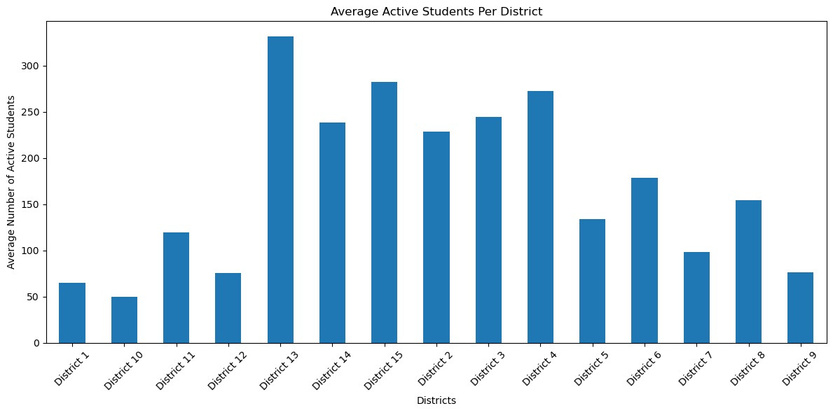 Average Active Students Per District
Average Number of Active Students
300
250
200
150
100
50
0
District 1
District 10
District 11
District 12
District 13
District 14
District 15
District 2
District 3
District 4
District 5
District 6
District 7
District 8
District 9
Districts